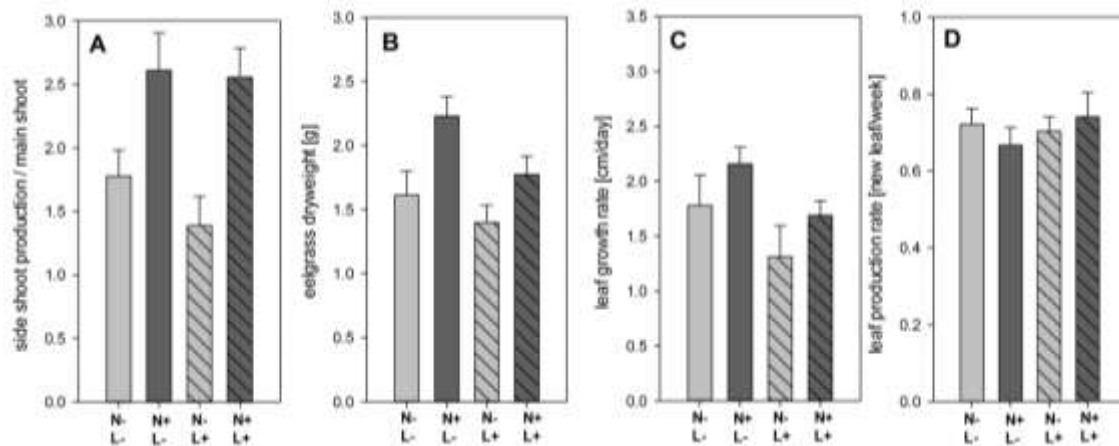 A
side shoot production / main shoot
3.0
2.5
2.0
1.5
1.0
0.5
0.0
N- N+ N- N+
L- L- L+ L+
B
eelgrass dryweight [g]
3.0
2.5
2.0
1.5
1.0
0.5
0.0
N- N+ N- N+
L- L- L+ L+
C
leaf growth rate [cm/day]
3.5
3.0
2.5
2.0
1.5
1.0
0.5
0.0
N- N+ N- N+
L- L- L+ L+
D
leaf production rate [new leaf/week]
1.0
0.8
0.6
0.4
0.2
0.0
N- N+ N- N+
L- L- L+ L+